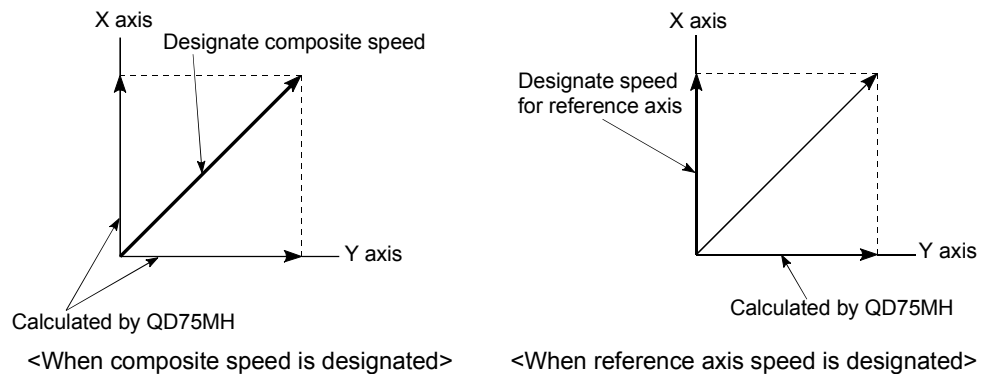 X axis
Designate composite speed
Y axis
Calculated by QD75MH
<When composite speed is designated>
X axis
Designate speed
for reference axis
Y axis
Calculated by QD75MH
<When reference axis speed is designated>